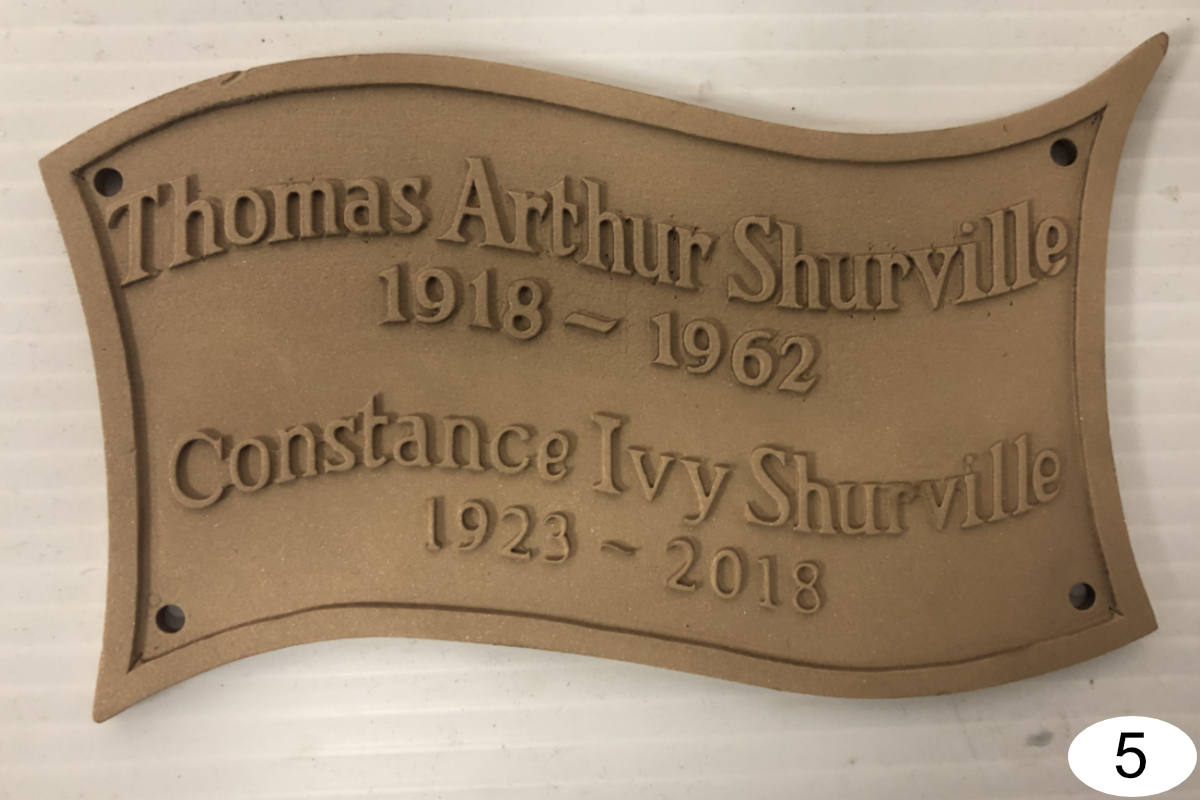 Thomas Arthur Shurville
1918 ~ 1962
Constance Ivy Shurville
1923 ~ 2018
5